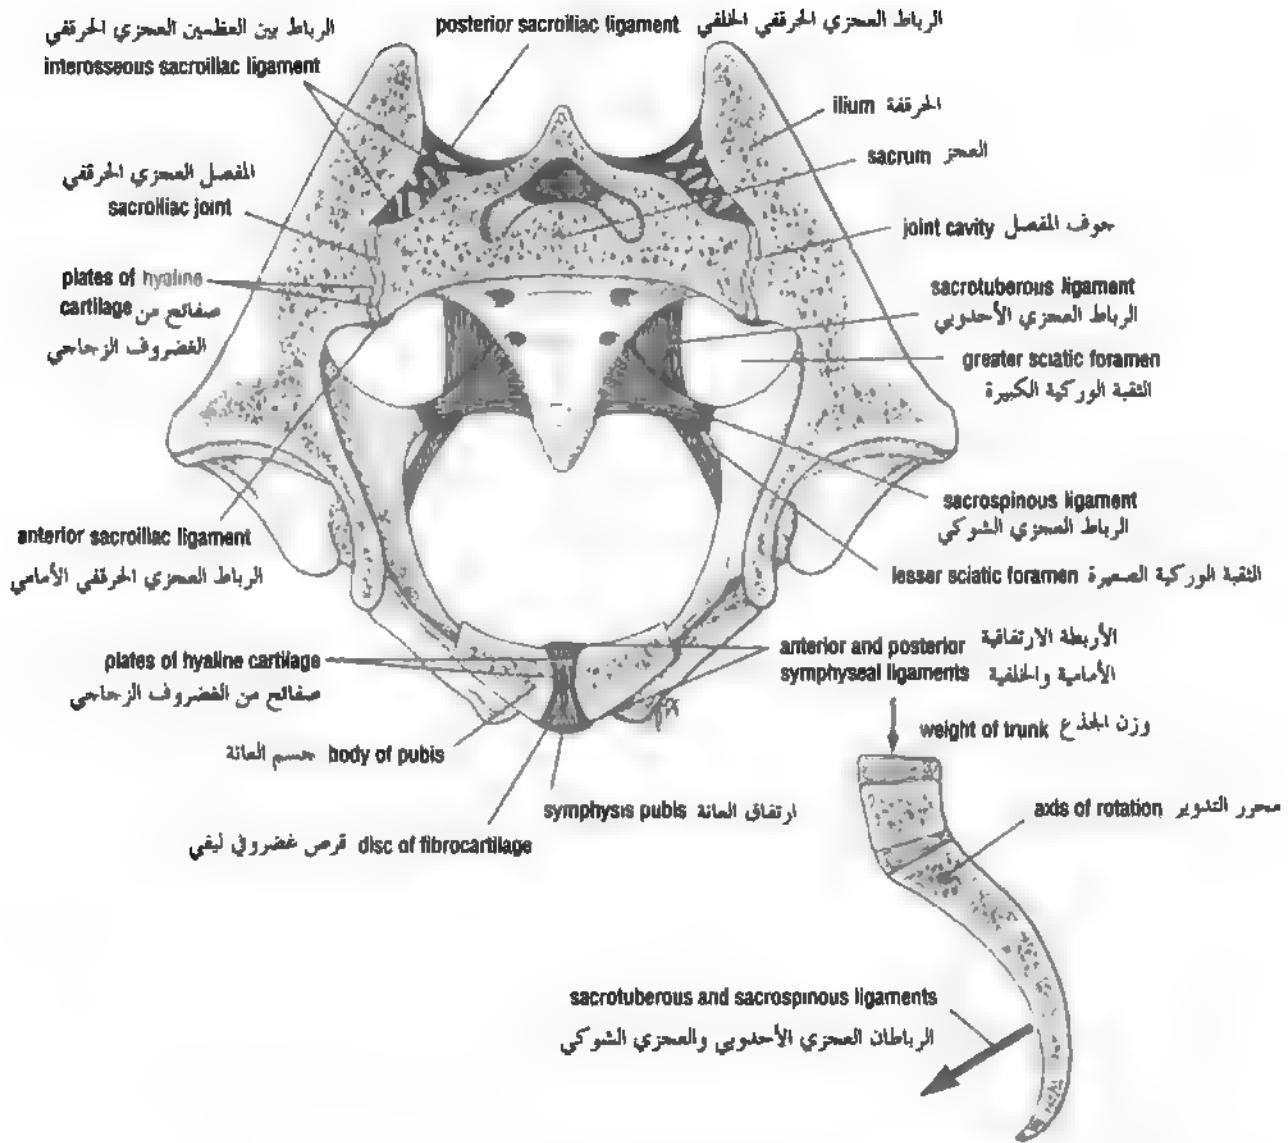 الرباط بين العظمين العجزي الحرقفي
interosseous sacroiliac ligament
posterior sacroiliac ligament الرباط العجزي الحرقفي الخلفي
ilium الحرقفة
sacrum العجز
المفصل العجزي الحرقفي
sacroiliac joint
joint cavity جوف المفصل
plates of hyaline
cartilage صفائح من
الغضروف الزجاجي
sacrotuberous ligament
الرباط العجزي الأحدوبي
greater sciatic foramen
الثقبة الوركية الكبيرة
anterior sacroiliac ligament
الرباط العجزي الحرقفي الأمامي
sacrospinous ligament
الرباط العجزي الشوكي
lesser sciatic foramen الثقبة الوركية الصغيرة
plates of hyaline cartilage
صفائح من الغضروف الزجاجي
anterior and posterior الأربطة الارتفاقية
symphyseal ligaments الأمامية والخلفية
جسم العانة body of pubis
weight of trunk وزن الجذع
symphysis pubis ارتفاق العانة
axis of rotation محور التدوير
قرص غضروفي ليفي disc of fibrocartilage
sacrotuberous and sacrospinous ligaments
الرباطان العجزي الأحدوبي والعجزي الشوكي